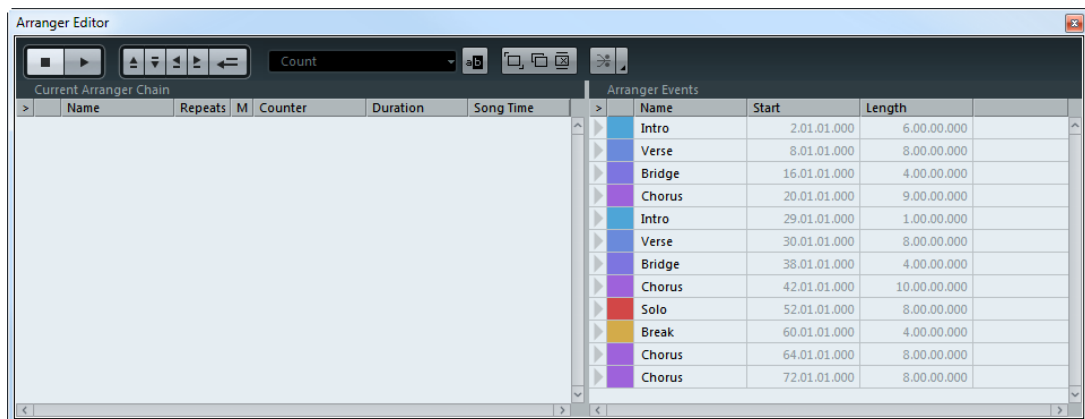 Arranger Editor
Count
ab
Current Arranger Chain
> Name Repeats M Counter Duration Song Time
Arranger Events
> Name Start Length
Intro 2.01.01.000 6.00.00.000
Verse 8.01.01.000 8.00.00.000
Bridge 16.01.01.000 4.00.00.000
Chorus 20.01.01.000 9.00.00.000
Intro 29.01.01.000 1.00.00.000
Verse 30.01.01.000 8.00.00.000
Bridge 38.01.01.000 4.00.00.000
Chorus 42.01.01.000 10.00.00.000
Solo 52.01.01.000 8.00.00.000
Break 60.01.01.000 4.00.00.000
Chorus 64.01.01.000 8.00.00.000
Chorus 72.01.01.000 8.00.00.000